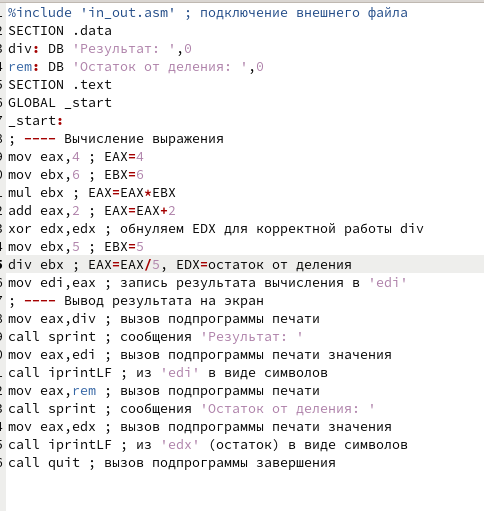 %include 'in_out.asm' ; подключение внешнего файла
SECTION .data
div: DB 'Результат: ',0
rem: DB 'Остаток от деления: ',0
SECTION .text
GLOBAL _start
_start:
; ---- Вычисление выражения
mov eax,4 ; EAX=4
mov ebx,6 ; EBX=6
mul ebx ; EAX=EAX*EBX
add eax,2 ; EAX=EAX+2
xor edx,edx ; обнуляем EDX для корректной работы div
mov ebx,5 ; EBX=5
div ebx ; EAX=EAX/5, EDX=остаток от деления
mov edi,eax ; запись результата вычисления в 'edi'
; ---- Вывод результата на экран
mov eax,div ; вызов подпрограммы печати
call sprint ; сообщения 'Результат: '
mov eax,edi ; вызов подпрограммы печати значения
call iprintLF ; из 'edi' в виде символов
mov eax,rem ; вызов подпрограммы печати
call sprint ; сообщения 'Остаток от деления: '
mov eax,edx ; вызов подпрограммы печати значения
call iprintLF ; из 'edx' (остаток) в виде символов
call quit ; вызов подпрограммы завершения